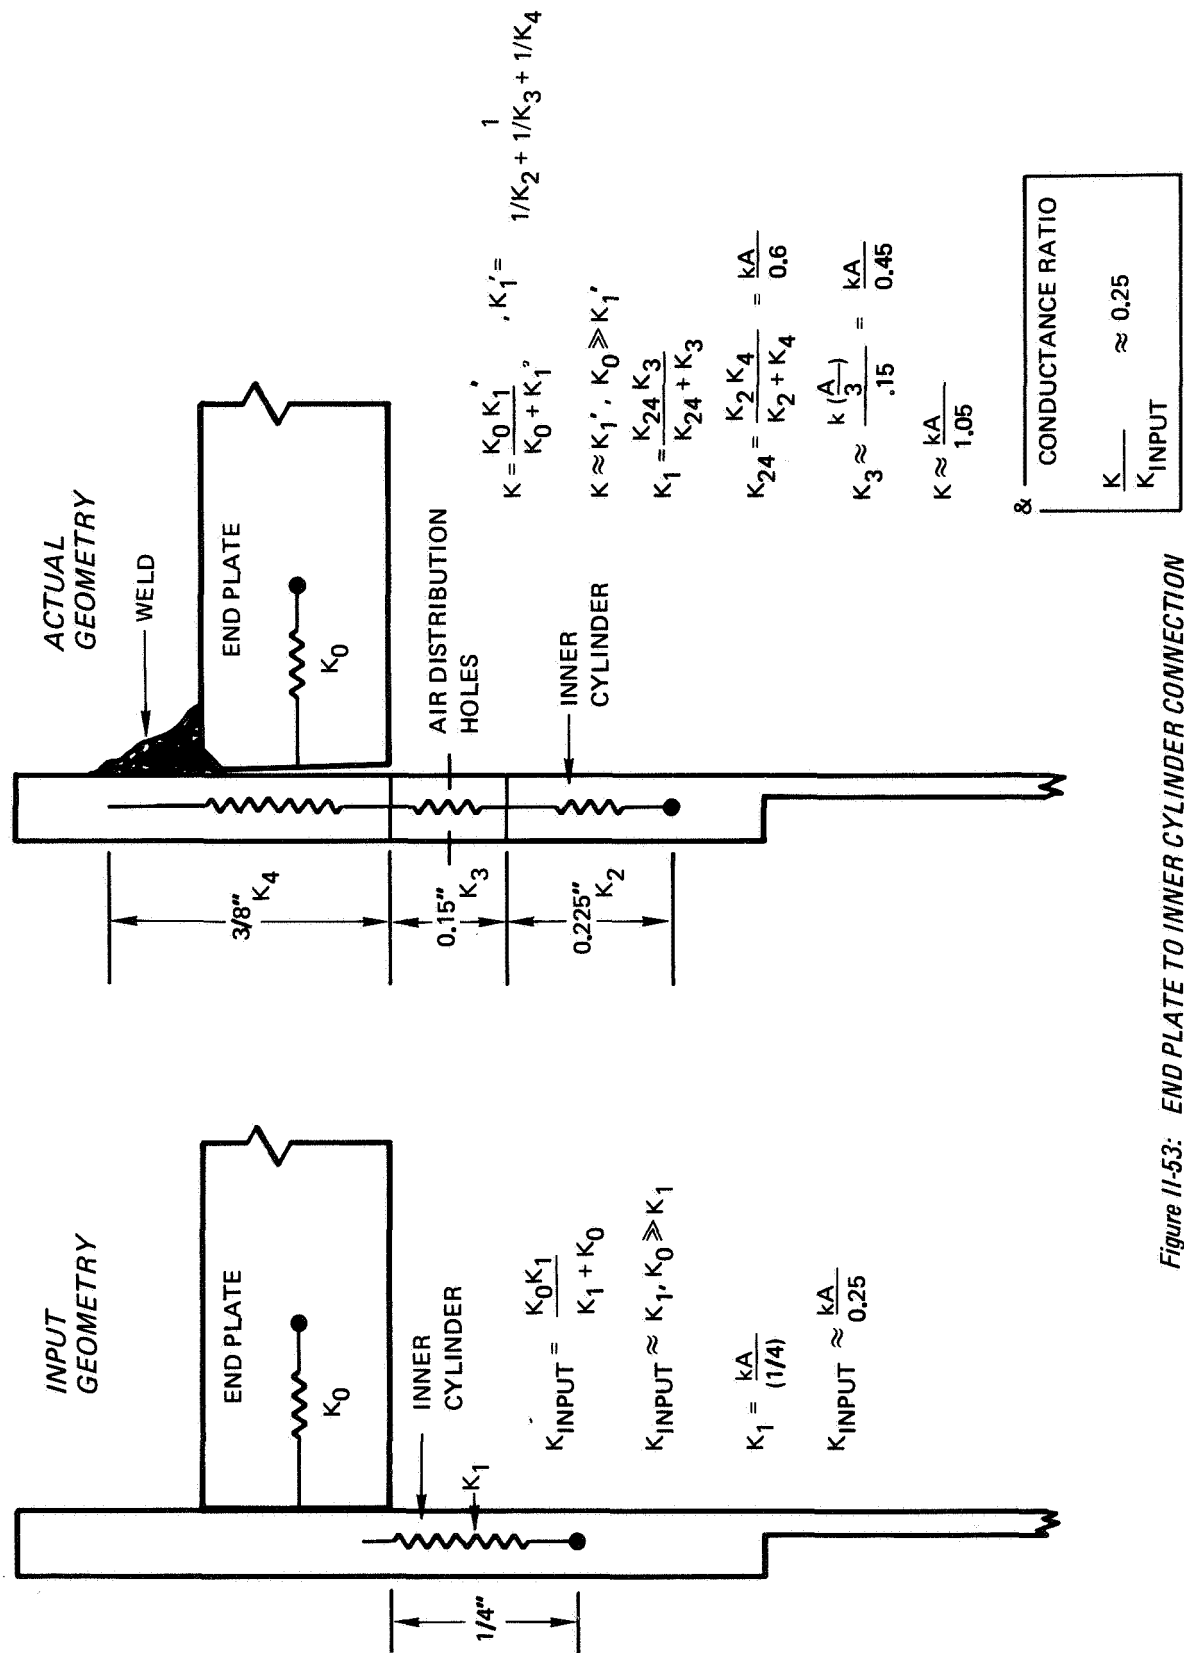 INPUT
GEOMETRY
END PLATE
K0
INNER
CYLINDER
K1
1/4"
KINPUT = K0K1 / K1 + K0
KINPUT ≈ K1, K0 ≫ K1
K1 = kA / (1/4)
KINPUT ≈ kA / 0.25
ACTUAL
GEOMETRY
WELD
END PLATE
K0
AIR DISTRIBUTION
HOLES
INNER
CYLINDER
3/8"
K4
0.15"
K3
0.225"
K2
K = K0 K1' / K0 + K1' , K1' = 1 / 1/K2 + 1/K3 + 1/K4
K ≈ K1', K0 ≫ K1'
K1 = K24 K3 / K24 + K3
K24 = K2 K4 / K2 + K4 = kA / 0.6
K3 ≈ k (A/3) / .15 = kA / 0.45
K ≈ kA / 1.05
&
CONDUCTANCE RATIO
K / KINPUT ≈ 0.25
Figure II-53: END PLATE TO INNER CYLINDER CONNECTION